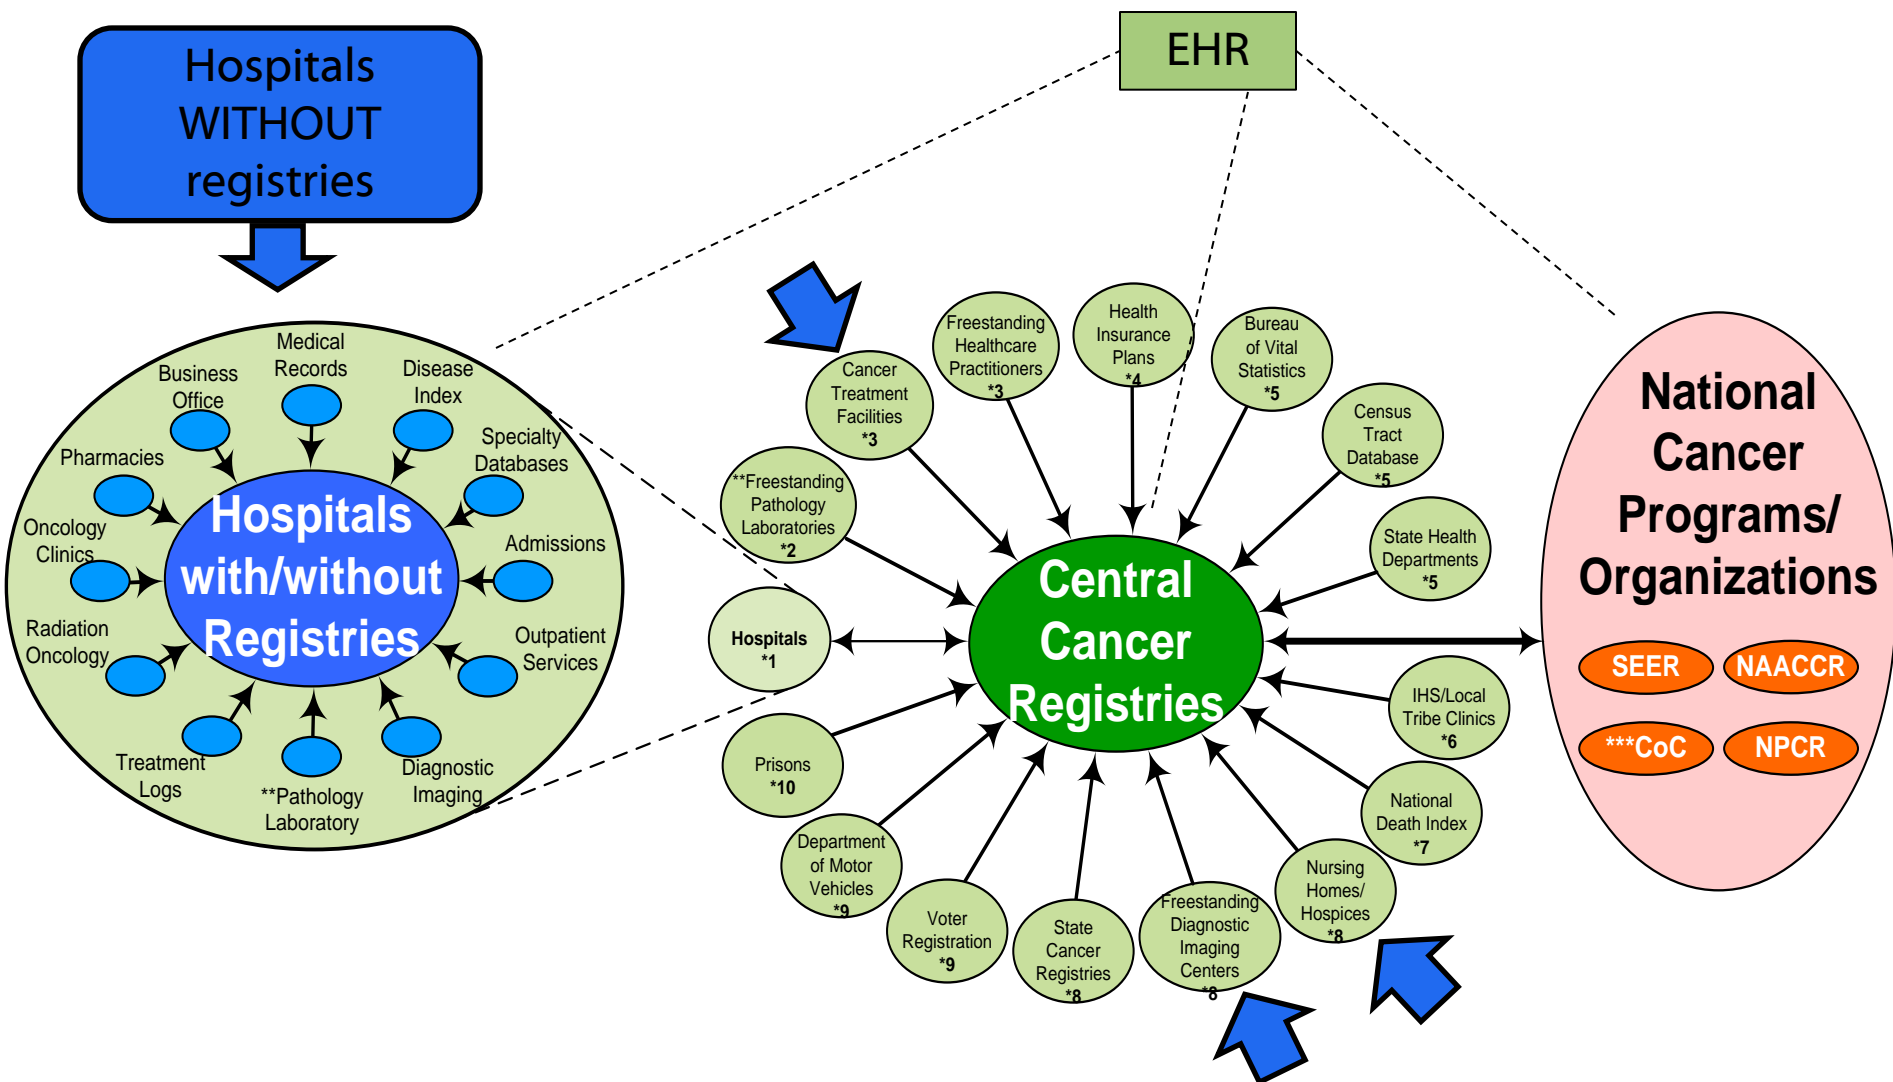 Hospitals
WITHOUT
registries
EHR
Medical
Records
Business
Office
Disease
Index
Pharmacies
Specialty
Databases
Oncology
Clinics
Admissions
Radiation
Oncology
Outpatient
Services
Treatment
Logs
**Pathology
Laboratory
Diagnostic
Imaging
Hospitals
with/without
Registries
Cancer
Treatment
Facilities
*3
Freestanding
Healthcare
Practitioners
*3
Health
Insurance
Plans
*4
Bureau
of Vital
Statistics
*5
Census
Tract
Database
*5
**Freestanding
Pathology
Laboratories
*2
State Health
Departments
*5
Hospitals
*1
Central
Cancer
Registries
IHS/Local
Tribe Clinics
*6
Prisons
*10
National
Death Index
*7
Department
of Motor
Vehicles
*9
Nursing
Homes/
Hospices
*8
Voter
Registration
*9
State
Cancer
Registries
*8
Freestanding
Diagnostic
Imaging
Centers
*8
National
Cancer
Programs/
Organizations
SEER
NAACCR
***CoC
NPCR